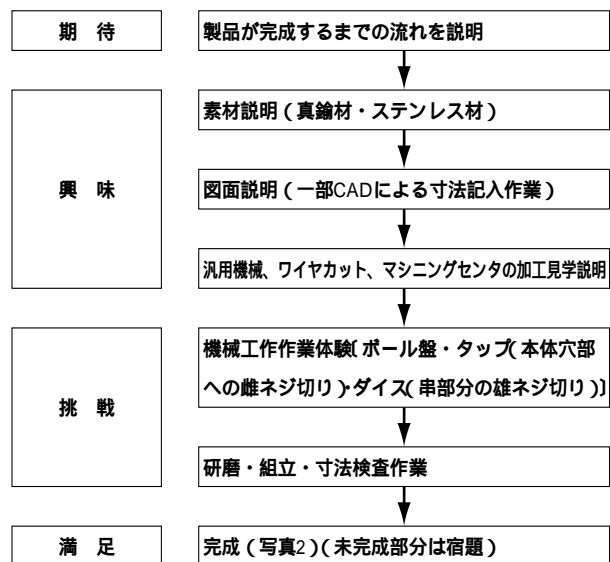 期 待
製品が完成するまでの流れを説明
興 味
素材説明(真鍮材・ステンレス材)
図面説明(一部CADによる寸法記入作業)
汎用機械、ワイヤカット、マシニングセンタの加工見学説明
挑 戦
機械工作作業体験〔ボール盤・タップ(本体穴部
への雌ネジ切り)・ダイス(串部分の雄ネジ切り)〕
研磨・組立・寸法検査作業
満 足
完成(写真2)(未完成部分は宿題)